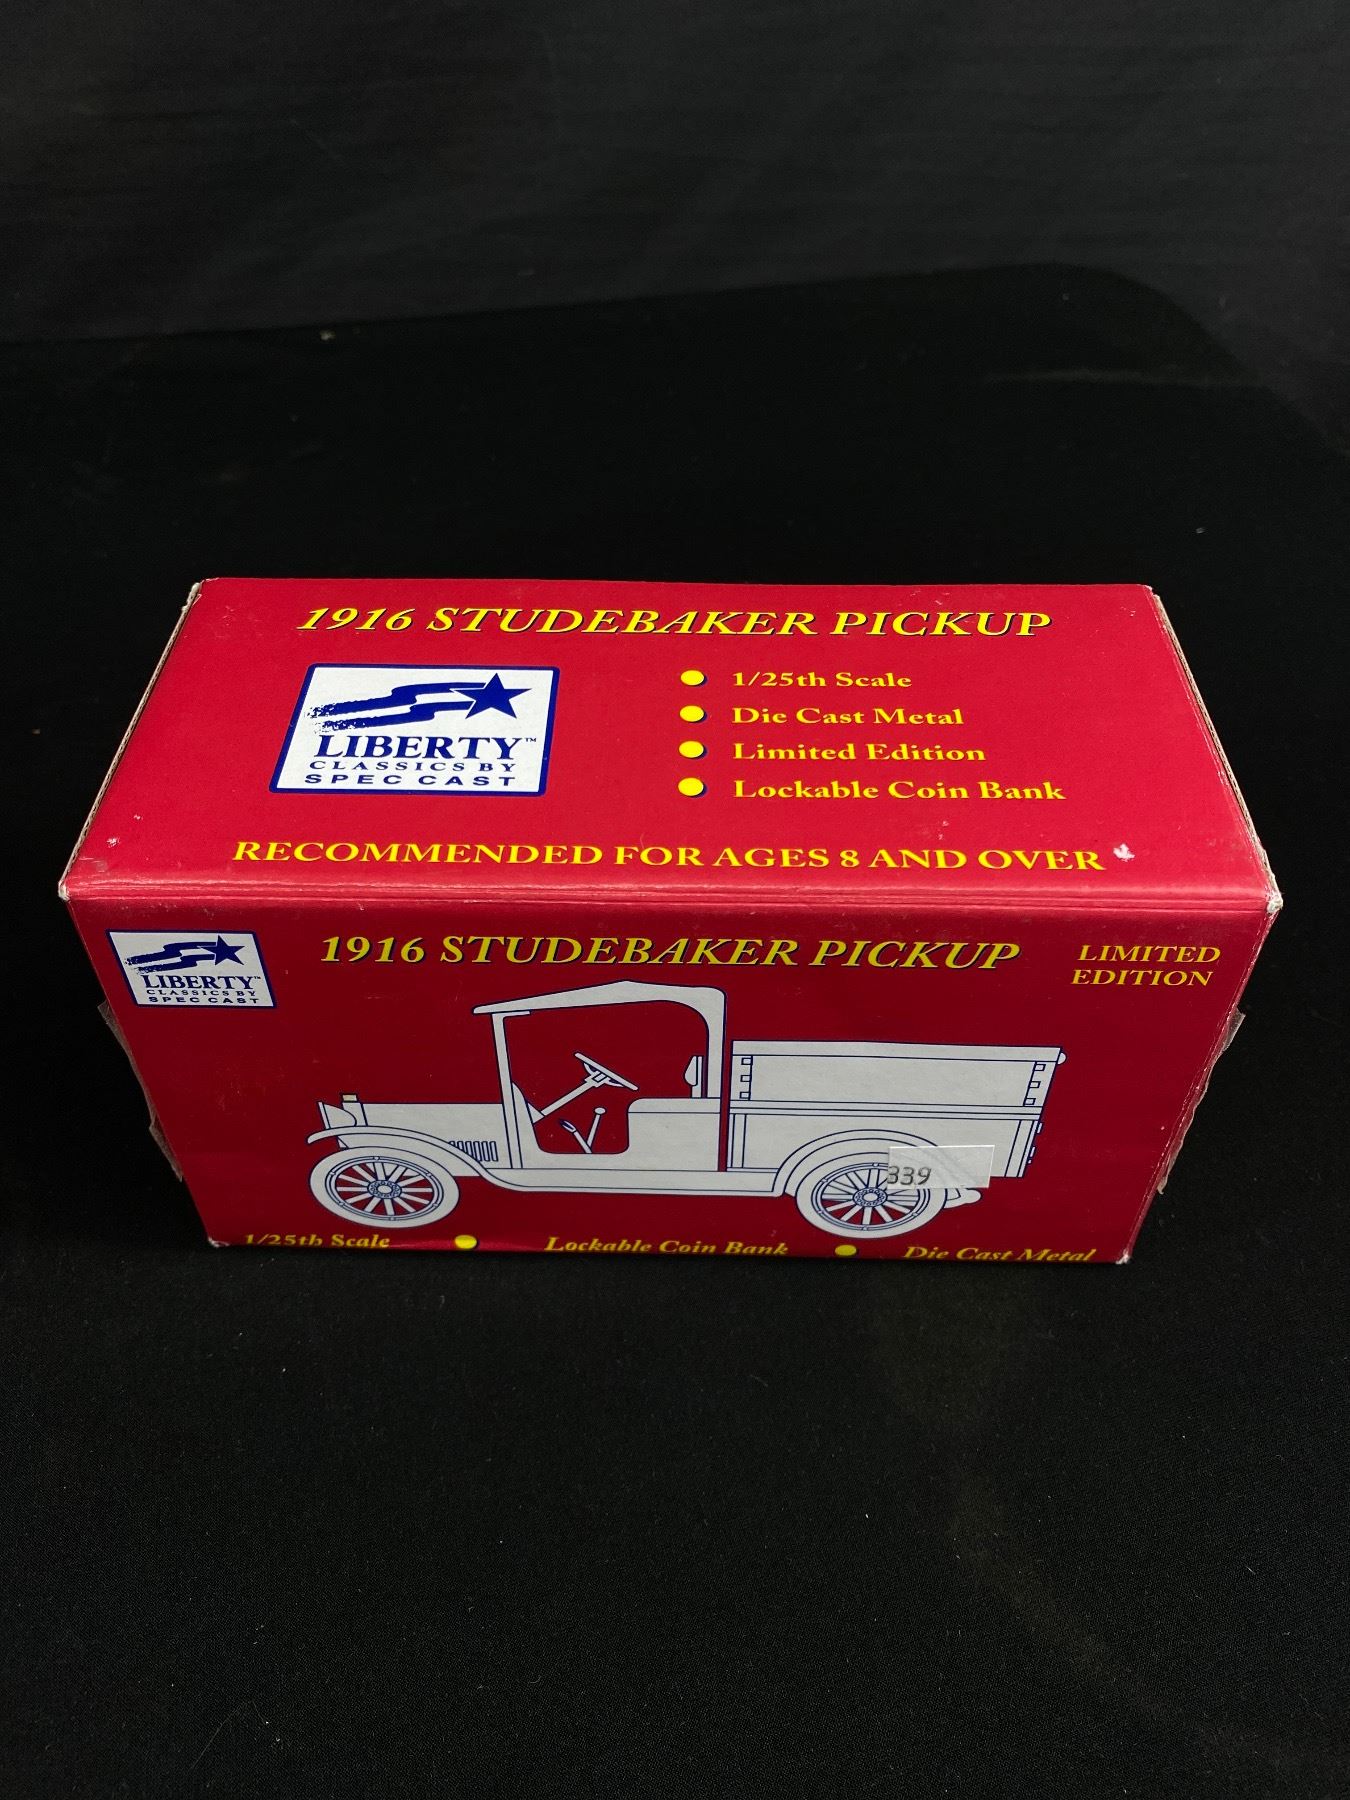 1916 STUDEBAKER PICKUP
LIBERTY™
CLASSICS BY
SPEC CAST
1/25th Scale
Die Cast Metal
Limited Edition
Lockable Coin Bank
RECOMMENDED FOR AGES 8 AND OVER
LIBERTY™
CLASSICS BY
SPEC CAST
1916 STUDEBAKER PICKUP
LIMITED
EDITION
339
1/25th Scale
Lockable Coin Bank
Die Cast Metal